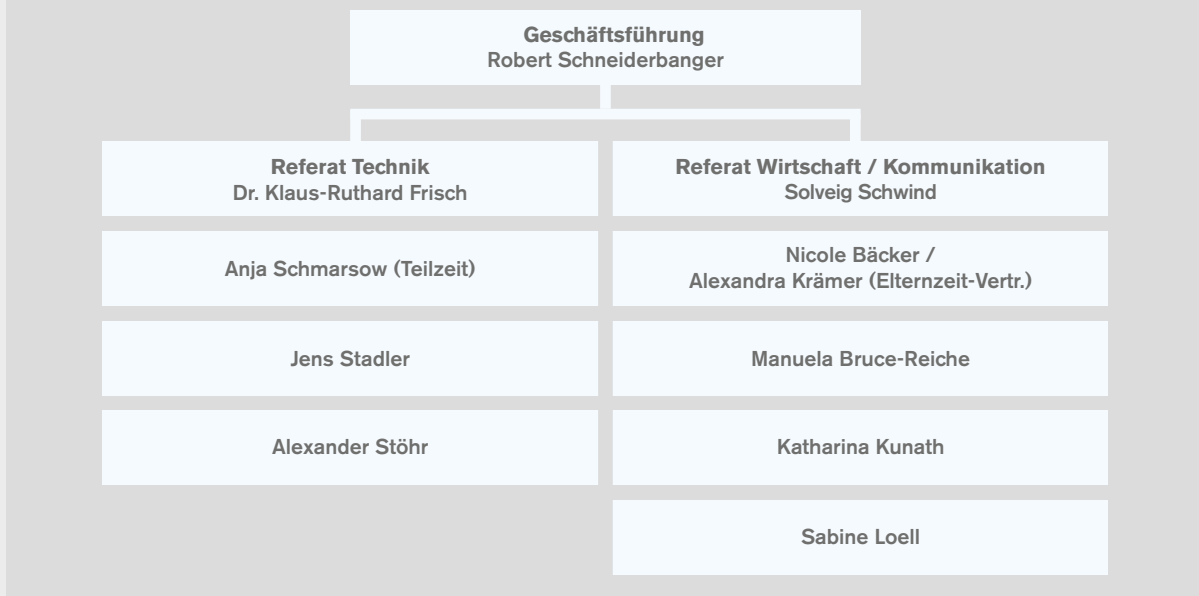 Geschäftsführung
Robert Schneiderbanger
Referat Technik
Dr. Klaus-Ruthard Frisch
Anja Schmarsow (Teilzeit)
Jens Stadler
Alexander Stöhr
Referat Wirtschaft / Kommunikation
Solveig Schwind
Nicole Bäcker /
Alexandra Krämer (Elternzeit-Vertr.)
Manuela Bruce-Reiche
Katharina Kunath
Sabine Loell